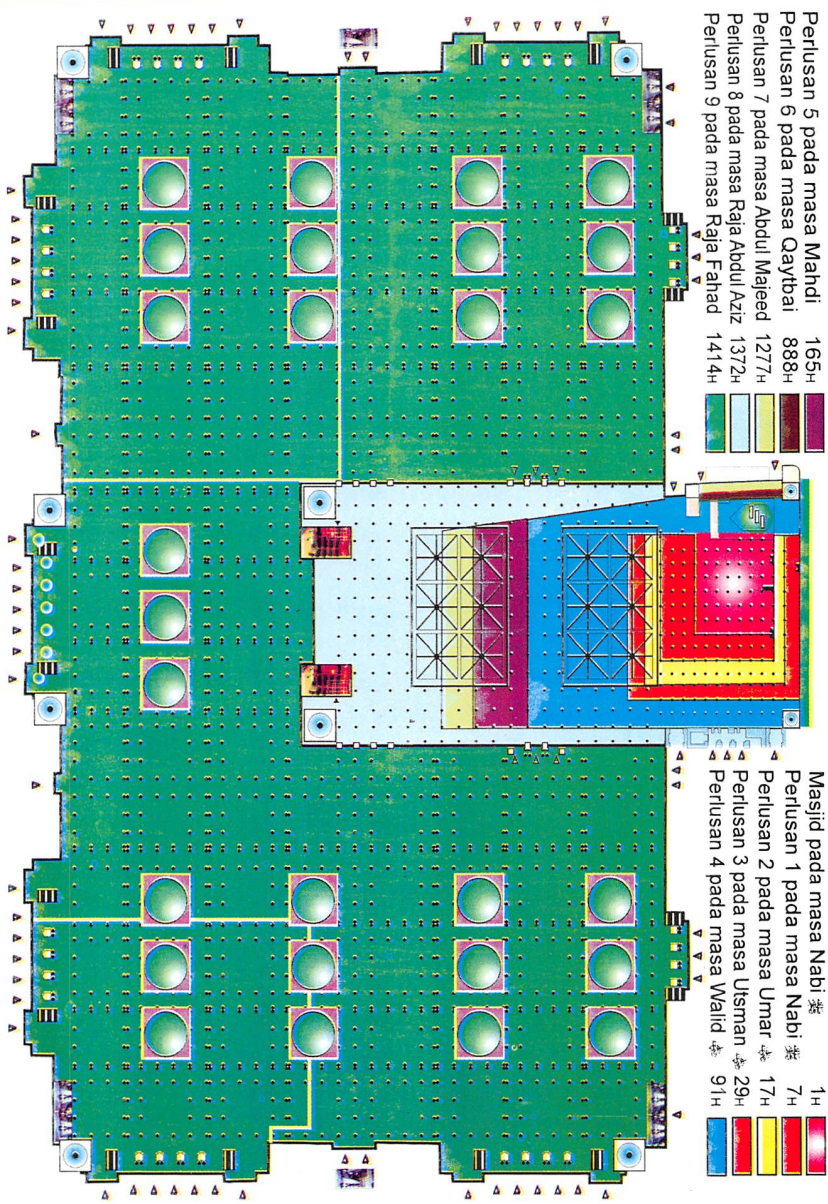 Masjid pada masa Nabi ﷺ 1H
Perlusan 1 pada masa Nabi ﷺ 7H
Perlusan 2 pada masa Umar 17H
Perlusan 3 pada masa Utsman 29H
Perlusan 4 pada masa Walid 91H
Perlusan 5 pada masa Mahdi 165H
Perlusan 6 pada masa Qaytbai 888H
Perlusan 7 pada masa Abdul Majeed 1277H
Perlusan 8 pada masa Raja Abdul Aziz 1372H
Perlusan 9 pada masa Raja Fahad 1414H